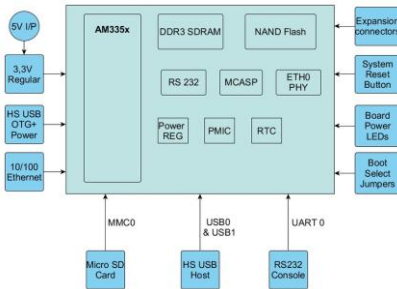 5V I/P
3,3V
Regular
HS USB
OTG+
Power
10/100
Ethernet
AM335x
DDR3 SDRAM
NAND Flash
RS 232
MCASP
ETH0
PHY
Power
REG
PMIC
RTC
Expansion
connectors
System
Reset
Button
Board
Power
LEDs
Boot
Select
Jumpers
MMC0
USB0
& USB1
UART 0
Micro SD
Card
HS USB
Host
RS232
Console